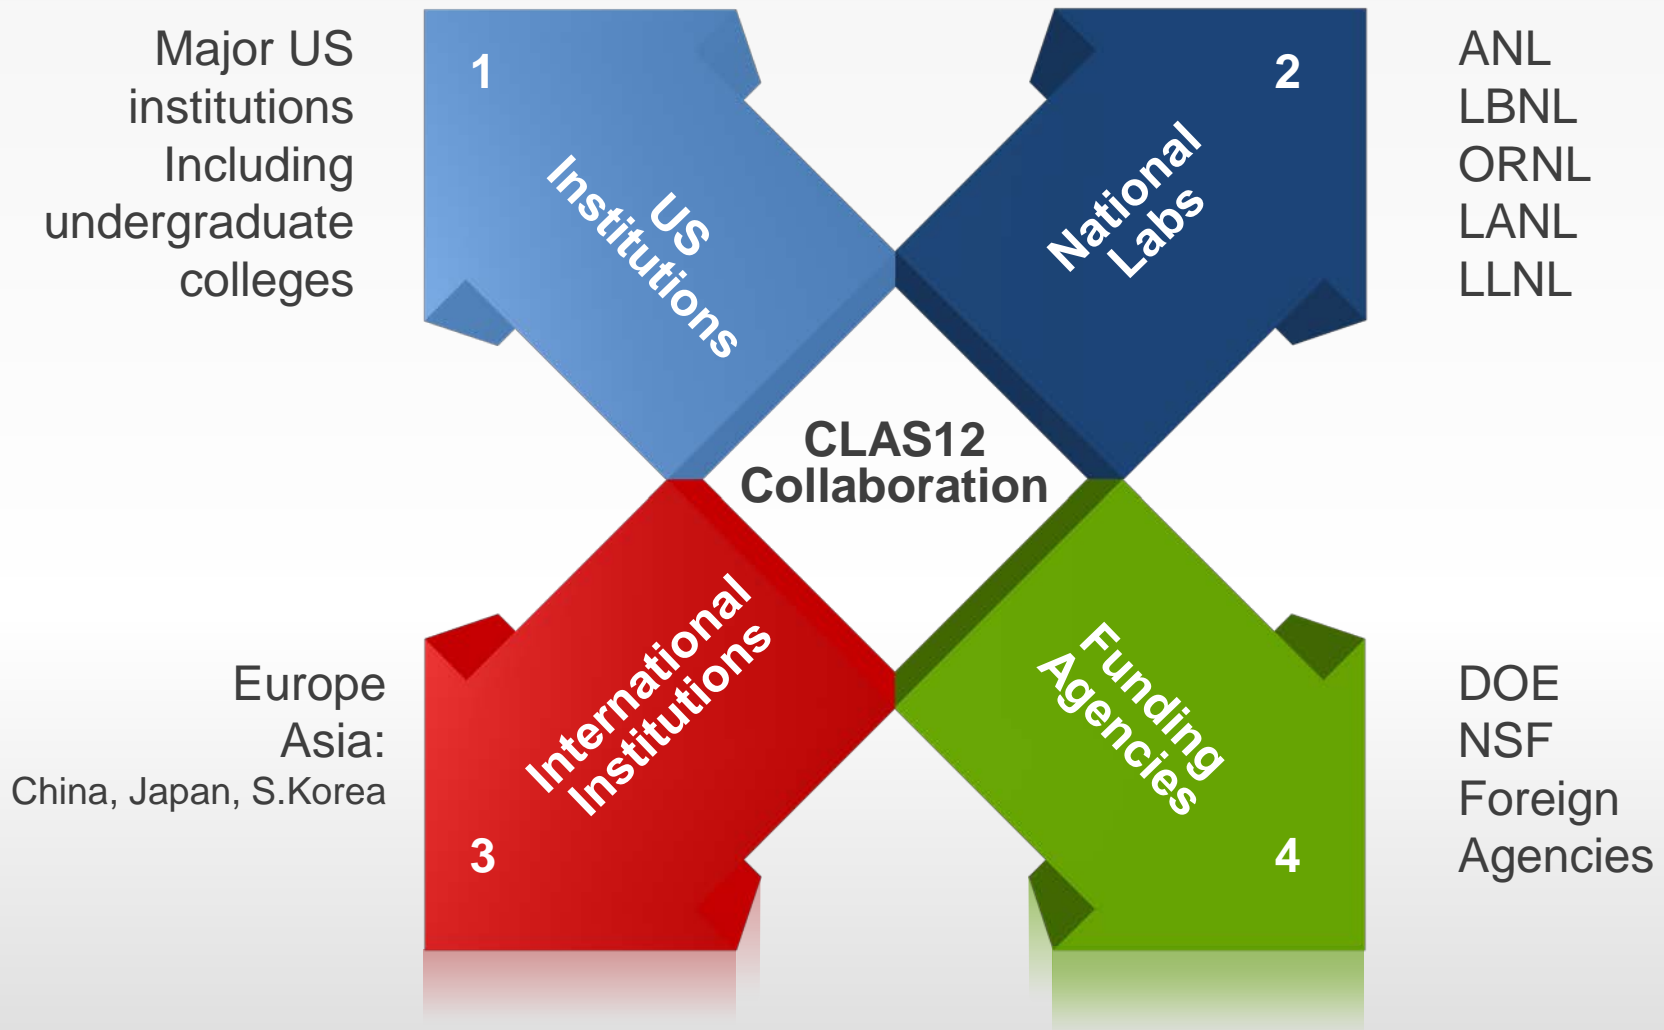 Major US
institutions
Including
undergraduate
colleges
1
US
Institutions
2
National
Labs
ANL
LBNL
ORNL
LANL
LLNL
CLAS12
Collaboration
Europe
Asia:
China, Japan, S.Korea
International
Institutions
3
Funding
Agencies
4
DOE
NSF
Foreign
Agencies